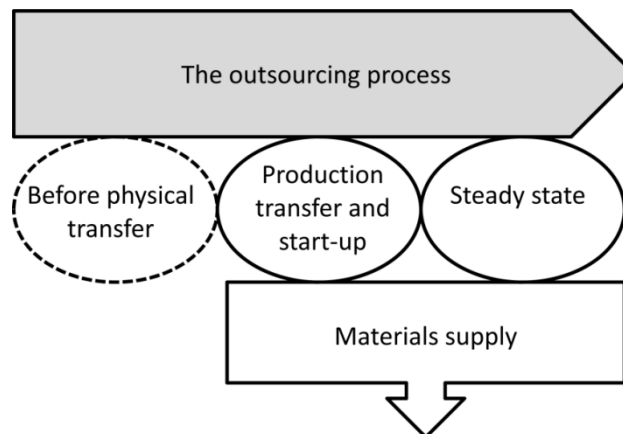 The outsourcing process
Before physical
transfer
Production
transfer and
start-up
Steady state
Materials supply